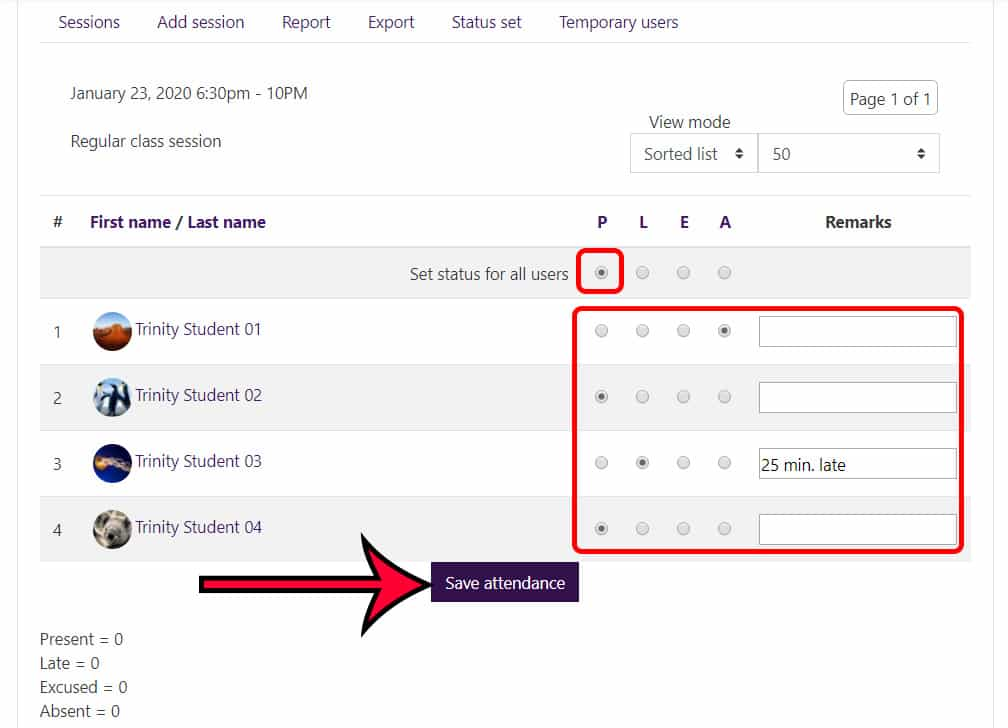 Sessions Add session Report Export Status set Temporary users
January 23, 2020 6:30pm - 10PM
Page 1 of 1
View mode
Regular class session
Sorted list 50
# First name / Last name P L E A Remarks
Set status for all users
1 Trinity Student 01
2 Trinity Student 02
3 Trinity Student 03 25 min. late
4 Trinity Student 04
Save attendance
Present = 0
Late = 0
Excused = 0
Absent = 0